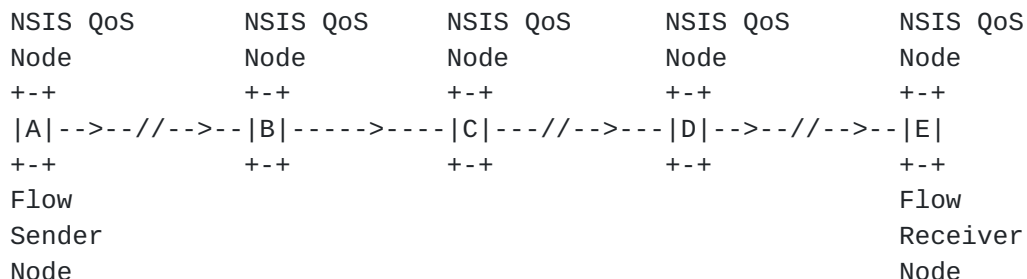 NSIS QoS        NSIS QoS     NSIS QoS      NSIS QoS       NSIS QoS
Node            Node         Node          Node           Node
+-+             +-+          +-+           +-+            +-+
|A|-->--//-->--|B|----->----|C|---//-->---|D|-->--//-->--|E|
+-+             +-+          +-+           +-+            +-+
Flow                                                      Flow
Sender                                                    Receiver
Node                                                      Node